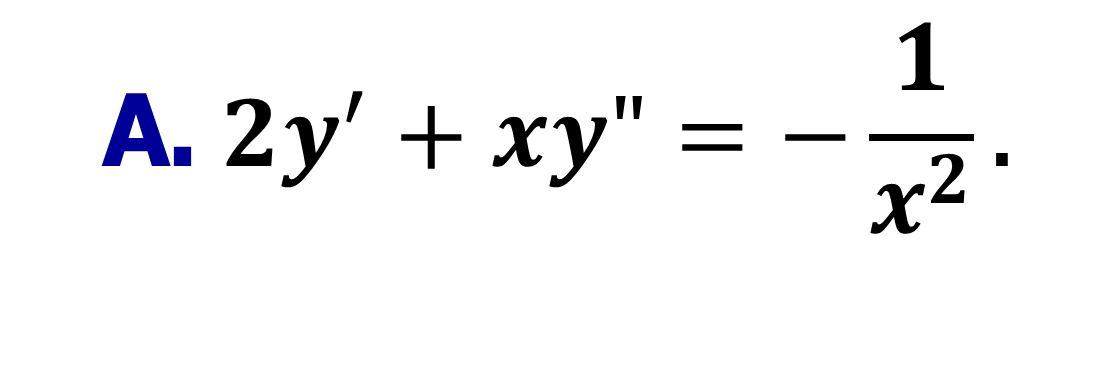 A. 2y′ + xy" = −1/x².